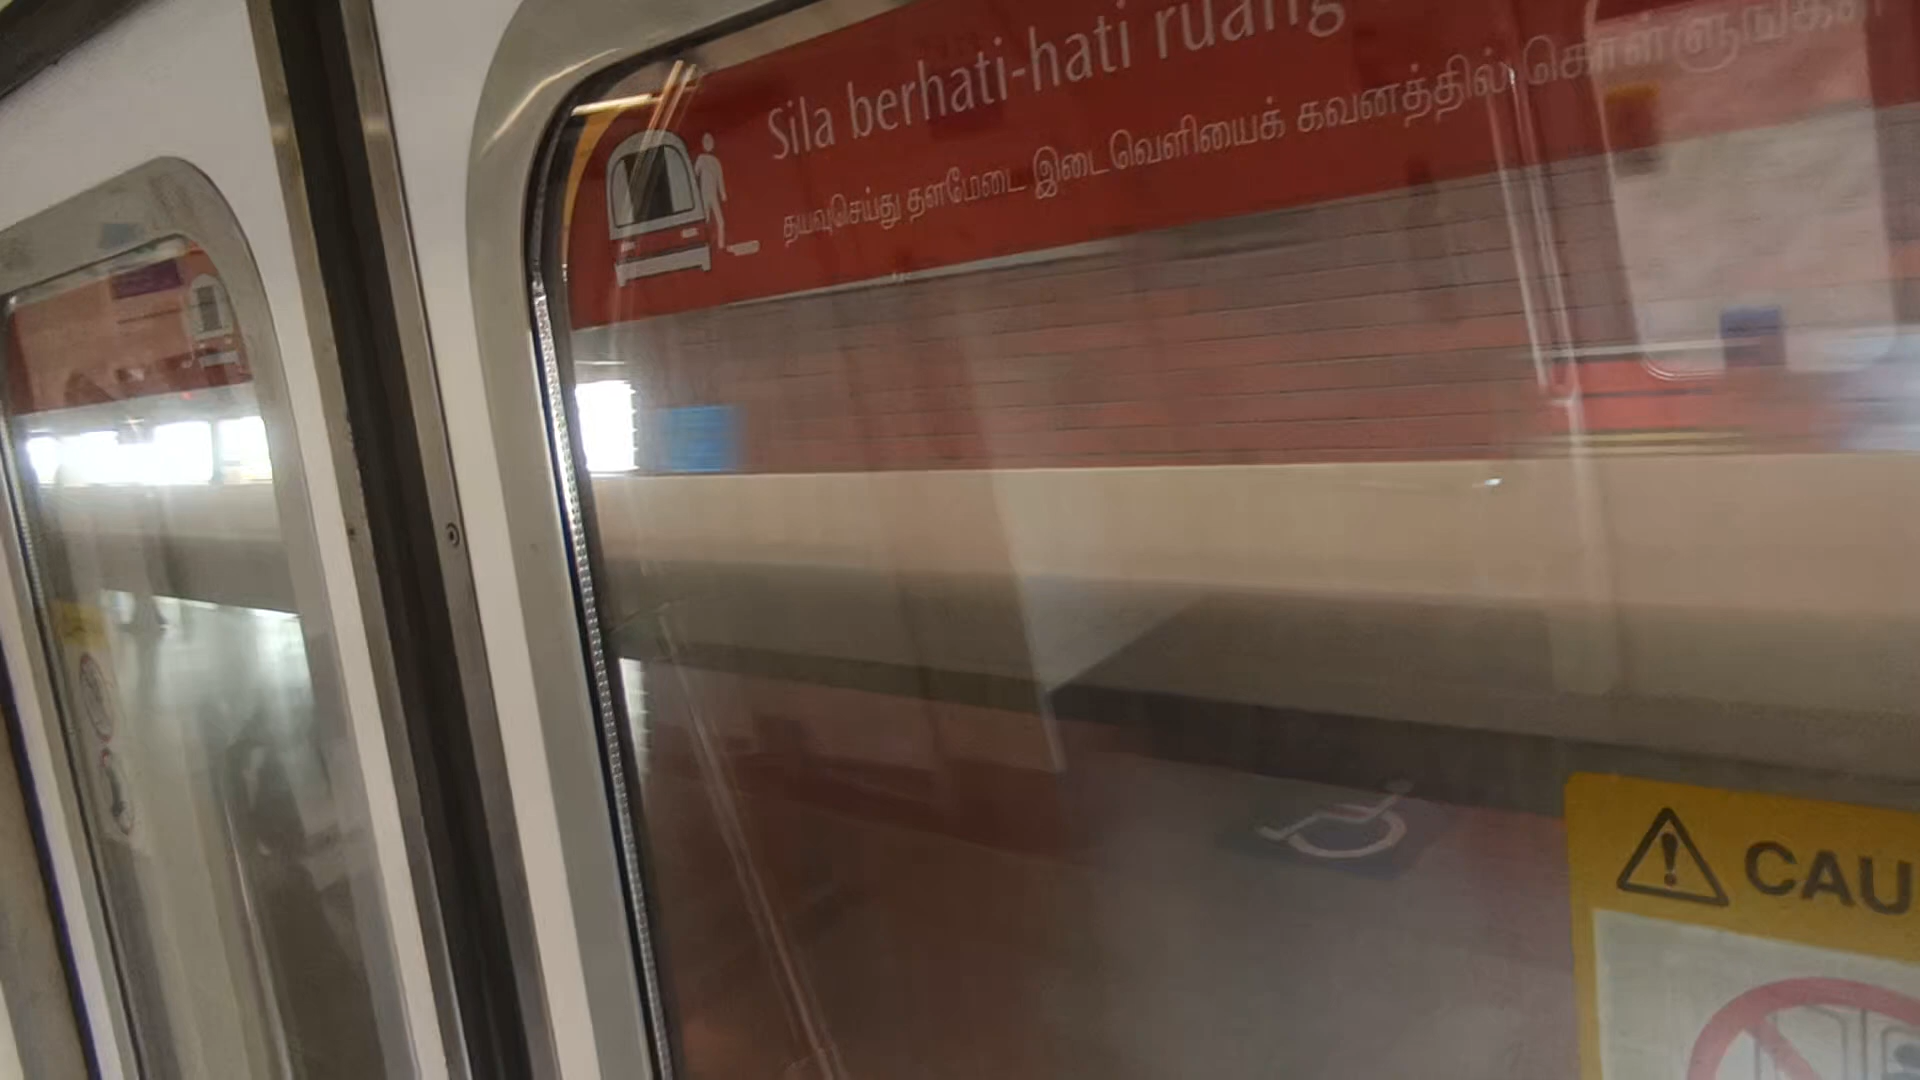 Sila berhati-hati ruang
தயவுசெய்து தளமேடை இடைவெளியைக் கவனத்தில் கொள்ளுங்கள்
CAU